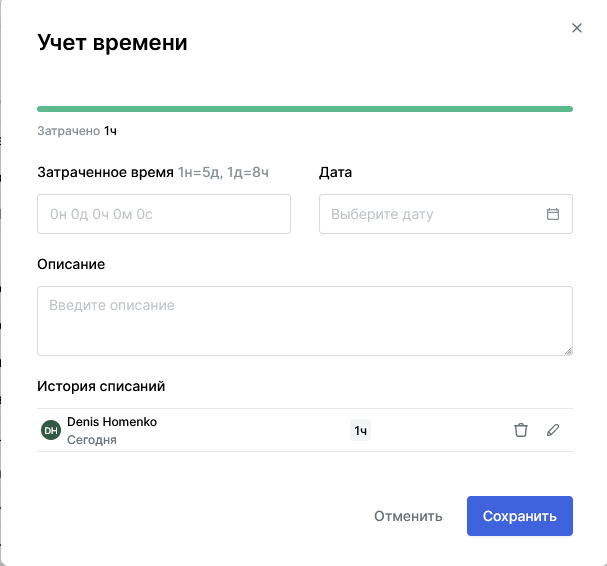 Учет времени
Затрачено 1ч
Затраченное время 1н=5д, 1д=8ч
Дата
0н 0д 0ч 0м 0с
Выберите дату
Описание
Введите описание
История списаний
DH
Denis Homenko
1ч
Сегодня
Отменить
Сохранить